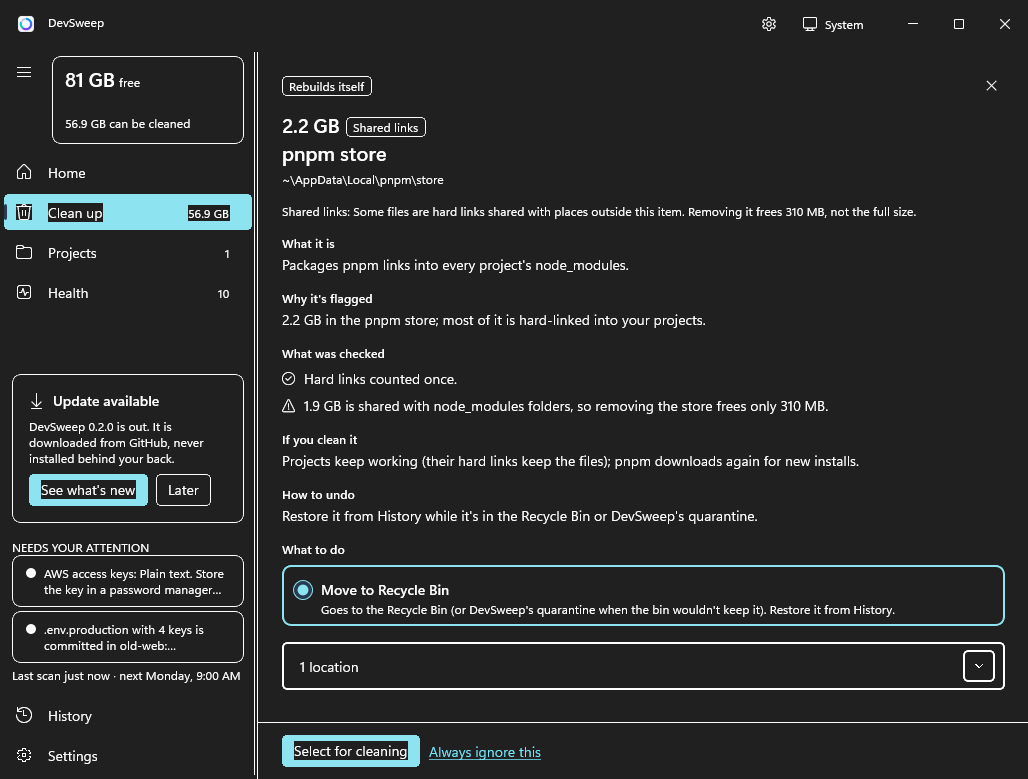 DevSweep
System
81 GB free
56.9 GB can be cleaned
Home
Clean up 56.9 GB
Projects 1
Health 10
Update available
DevSweep 0.2.0 is out. It is
downloaded from GitHub, never
installed behind your back.
See what's new
Later
NEEDS YOUR ATTENTION
AWS access keys: Plain text. Store
the key in a password manager...
.env.production with 4 keys is
committed in old-web:...
Last scan just now · next Monday, 9:00 AM
History
Settings
Rebuilds itself
2.2 GB Shared links
pnpm store
~\AppData\Local\pnpm\store
Shared links: Some files are hard links shared with places outside this item. Removing it frees 310 MB, not the full size.
What it is
Packages pnpm links into every project's node_modules.
Why it's flagged
2.2 GB in the pnpm store; most of it is hard-linked into your projects.
What was checked
Hard links counted once.
1.9 GB is shared with node_modules folders, so removing the store frees only 310 MB.
If you clean it
Projects keep working (their hard links keep the files); pnpm downloads again for new installs.
How to undo
Restore it from History while it's in the Recycle Bin or DevSweep's quarantine.
What to do
Move to Recycle Bin
Goes to the Recycle Bin (or DevSweep's quarantine when the bin wouldn't keep it). Restore it from History.
1 location
Select for cleaning
Always ignore this